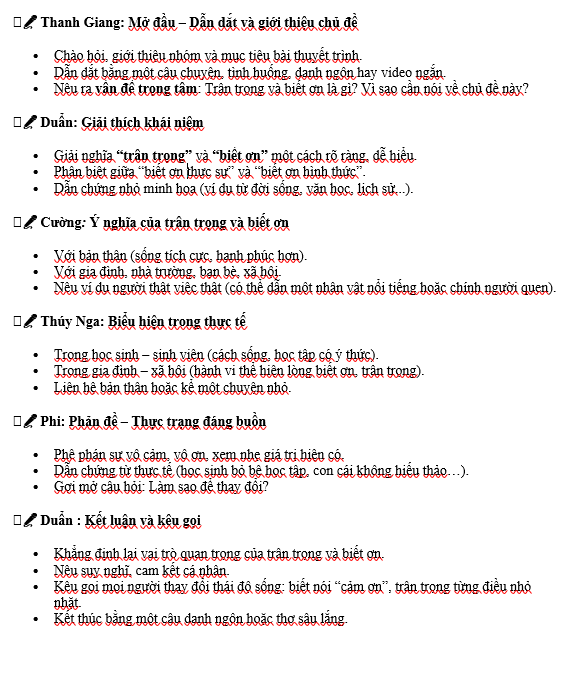 Thanh Giang: Mở đầu – Dẫn dắt và giới thiệu chủ đề
• Chào hỏi, giới thiệu nhóm và mục tiêu bài thuyết trình.
• Dẫn dắt bằng một câu chuyện, tình huống, danh ngôn hay video ngắn.
• Nêu ra vấn đề trọng tâm: Trân trọng và biết ơn là gì? Vì sao cần nói về chủ đề này?
Duẩn: Giải thích khái niệm
• Giải nghĩa “trân trọng” và “biết ơn” một cách rõ ràng, dễ hiểu.
• Phân biệt giữa “biết ơn thực sự” và “biết ơn hình thức”.
• Dẫn chứng nhỏ minh họa (ví dụ từ đời sống, văn học, lịch sử...).
Cường: Ý nghĩa của trân trọng và biết ơn
• Với bản thân (sống tích cực, hạnh phúc hơn).
• Với gia đình, nhà trường, bạn bè, xã hội.
• Nêu ví dụ người thật việc thật (có thể dẫn một nhân vật nổi tiếng hoặc chính người quen).
Thúy Nga: Biểu hiện trong thực tế
• Trong học sinh – sinh viên (cách sống, học tập có ý thức).
• Trong gia đình – xã hội (hành vi thể hiện lòng biết ơn, trân trọng).
• Liên hệ bản thân hoặc kể một chuyện nhỏ.
Phi: Phản đề – Thực trạng đáng buồn
• Phê phán sự vô cảm, vô ơn, xem nhẹ giá trị hiện có.
• Dẫn chứng từ thực tế (học sinh bỏ bê học tập, con cái không hiếu thảo…).
• Gợi mở câu hỏi: Làm sao để thay đổi?
Duẩn : Kết luận và kêu gọi
• Khẳng định lại vai trò quan trọng của trân trọng và biết ơn.
• Nêu suy nghĩ, cam kết cá nhân.
• Kêu gọi mọi người thay đổi thái độ sống: biết nói “cảm ơn”, trân trọng từng điều nhỏ
nhặt.
• Kết thúc bằng một câu danh ngôn hoặc thơ sâu lắng.